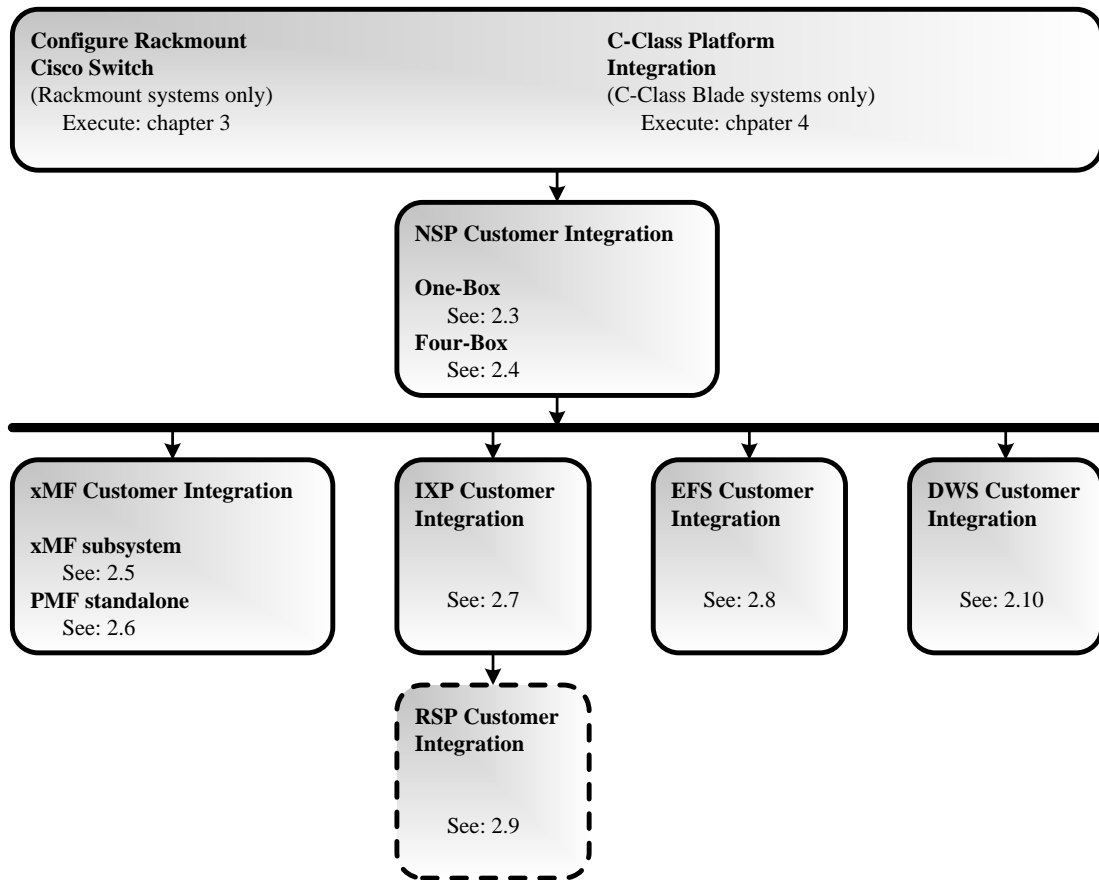 Configure Rackmount
Cisco Switch
(Rackmount systems only)
Execute: chapter 3
C-Class Platform
Integration
(C-Class Blade systems only)
Execute: chpater 4
NSP Customer Integration
One-Box
See: 2.3
Four-Box
See: 2.4
xMF Customer Integration
xMF subsystem
See: 2.5
PMF standalone
See: 2.6
IXP Customer
Integration
See: 2.7
EFS Customer
Integration
See: 2.8
DWS Customer
Integration
See: 2.10
RSP Customer
Integration
See: 2.9